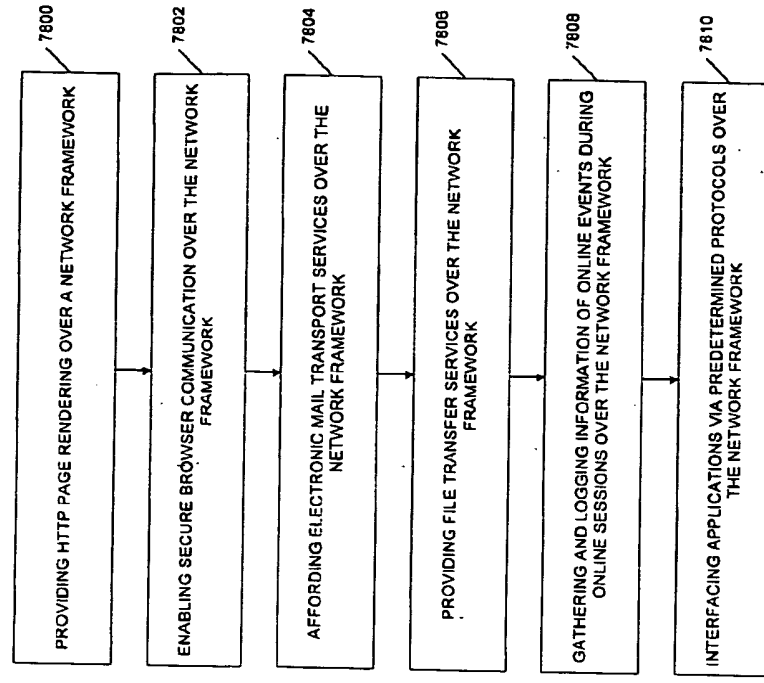 7800
PROVIDING HTTP PAGE RENDERING OVER A NETWORK FRAMEWORK
7802
ENABLING SECURE BROWSER COMMUNICATION OVER THE NETWORK
FRAMEWORK
7804
AFFORDING ELECTRONIC MAIL TRANSPORT SERVICES OVER THE
NETWORK FRAMEWORK
7806
PROVIDING FILE TRANSFER SERVICES OVER THE NETWORK
FRAMEWORK
7808
GATHERING AND LOGGING INFORMATION OF ONLINE EVENTS DURING
ONLINE SESSIONS OVER THE NETWORK FRAMEWORK
7810
INTERFACING APPLICATIONS VIA PREDETERMINED PROTOCOLS OVER
THE NETWORK FRAMEWORK